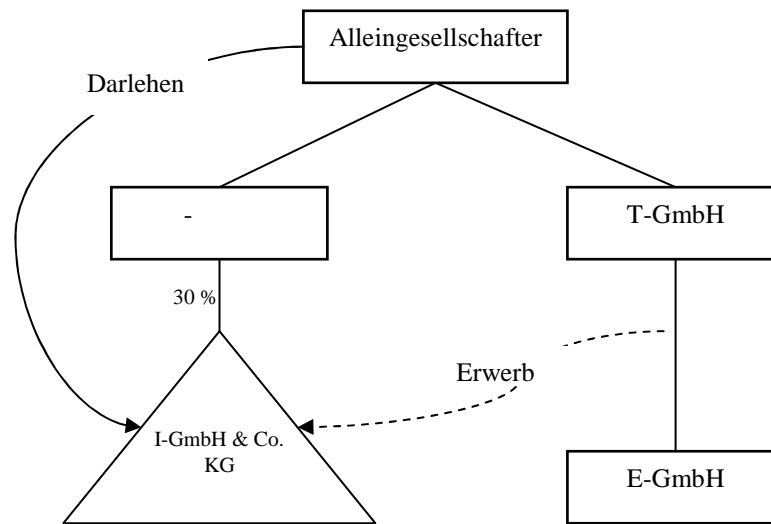 Alleingesellschafter
Darlehen
-
T-GmbH
30 %
Erwerb
I-GmbH & Co.
KG
E-GmbH